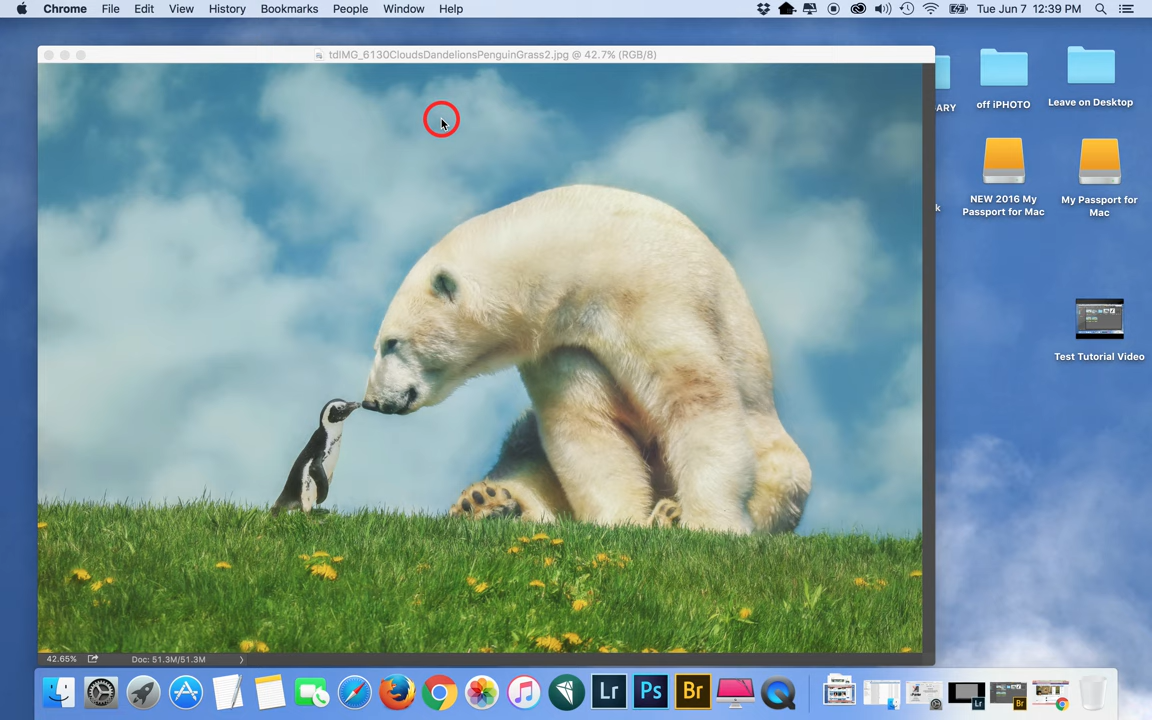 Chrome File Edit View History Bookmarks People Window Help Tue Jun 7 12:39 PM
tdIMG_6130CloudsDandelionsPenguinGrass2.jpg @ 42.7% (RGB/8)
ARY
off iPHOTO
Leave on Desktop
k
NEW 2016 My
Passport for Mac
My Passport for
Mac
Test Tutorial Video
42.65% Doc: 51.3M/51.3M
Lr Ps Br
Lr Br